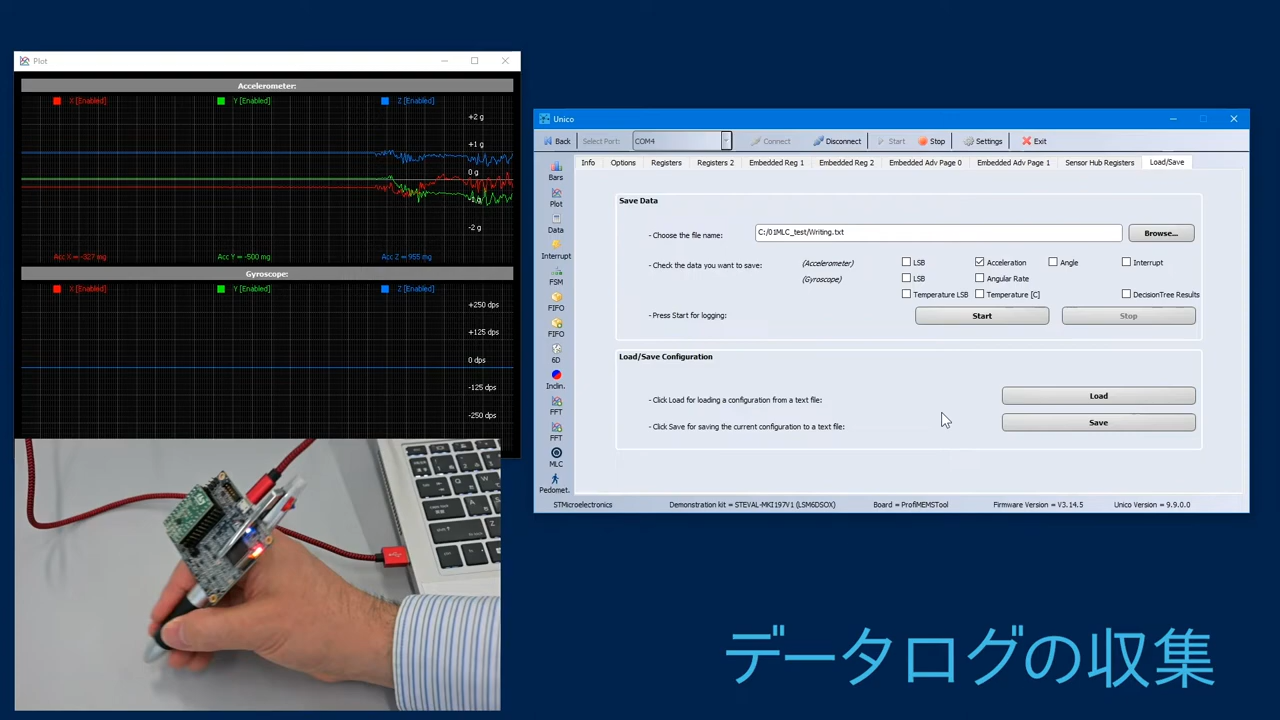 Plot
Accelerometer:
X [Enabled] Y [Enabled] Z [Enabled]
+2 g
+1 g
0 g
-1 g
-2 g
Acc X = -327 mg Acc Y = -500 mg Acc Z = 955 mg
Gyroscope:
X [Enabled] Y [Enabled] Z [Enabled]
+250 dps
+125 dps
0 dps
-125 dps
-250 dps
Unico
Back Select Port: COM4 Connect Disconnect Start Stop Settings Exit
Info Options Registers Registers 2 Embedded Reg 1 Embedded Reg 2 Embedded Adv Page 0 Embedded Adv Page 1 Sensor Hub Registers Load/Save
Bars
Plot
Data
Interrupt
FSM
FIFO
FIFO
6D
Inclin.
FFT
FFT
MLC
Pedomet.
Save Data
- Choose the file name: C:/01MLC_test/Writing.txt Browse...
- Check the data you want to save: (Accelerometer) LSB Acceleration Angle Interrupt
(Gyroscope) LSB Angular Rate
Temperature LSB Temperature [C] DecisionTree Results
- Press Start for logging: Start Stop
Load/Save Configuration
- Click Load for loading a configuration from a text file: Load
- Click Save for saving the current configuration to a text file: Save
STMicroelectronics Demonstration kit = STEVAL-MKI197V1 (LSM6DSOX) Board = ProfiMEMSTool Firmware Version = V3.14.5 Unico Version = 9.9.0.0
データログの収集